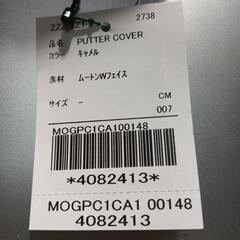 2738
品名 PUTTER COVER
カラー キャメル
素材 ムートンWフェイス
サイズ - CM
007
MOGPC1CA100148
*4082413*
MOGPC1CA1 00148
4082413